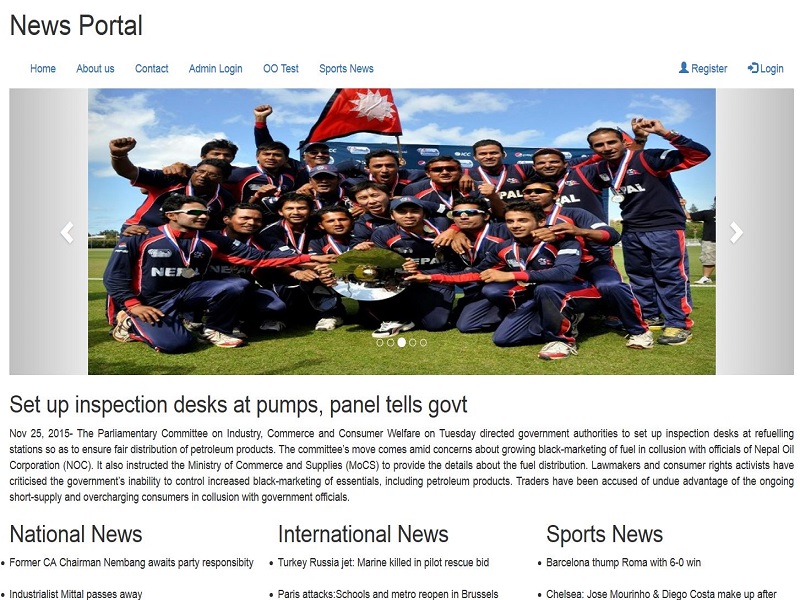 News Portal
Home About us Contact Admin Login OO Test Sports News Register Login
ICC
NEPAL
NEPAL
Set up inspection desks at pumps, panel tells govt
Nov 25, 2015- The Parliamentary Committee on Industry, Commerce and Consumer Welfare on Tuesday directed government authorities to set up inspection desks at refuelling
stations so as to ensure fair distribution of petroleum products. The committee's move comes amid concerns about growing black-marketing of fuel in collusion with officials of Nepal Oil
Corporation (NOC). It also instructed the Ministry of Commerce and Supplies (MoCS) to provide the details about the fuel distribution. Lawmakers and consumer rights activists have
criticised the government's inability to control increased black-marketing of essentials, including petroleum products. Traders have been accused of undue advantage of the ongoing
short-supply and overcharging consumers in collusion with government officials.
National News International News Sports News
Former CA Chairman Nembang awaits party responsibity Turkey Russia jet: Marine killed in pilot rescue bid Barcelona thump Roma with 6-0 win
Industrialist Mittal passes away Paris attacks:Schools and metro reopen in Brussels Chelsea: Jose Mourinho & Diego Costa make up after